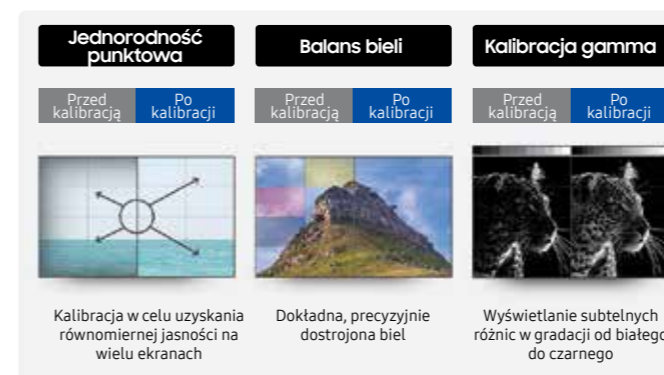 Jednorodność
punktowa
Przed
kalibracją
Po
kalibracji
Kalibracja w celu uzyskania
równomiernej jasności na
wielu ekranach
Balans bieli
Przed
kalibracją
Po
kalibracji
Dokładna, precyzyjnie
dostrojona biel
Kalibracja gamma
Przed
kalibracją
Po
kalibracji
Wyświetlanie subtelnych
różnic w gradacji od białego
do czarnego